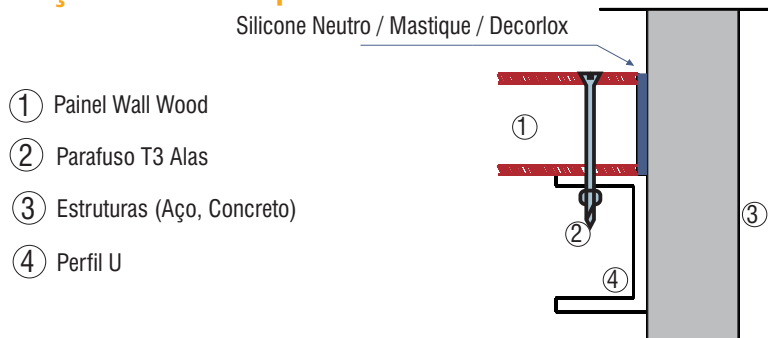 Silicone Neutro / Mastique / Decorlox
1 Painel Wall Wood
2 Parafuso T3 Alas
3 Estruturas (Aço, Concreto)
4 Perfil U
1
2
3
4